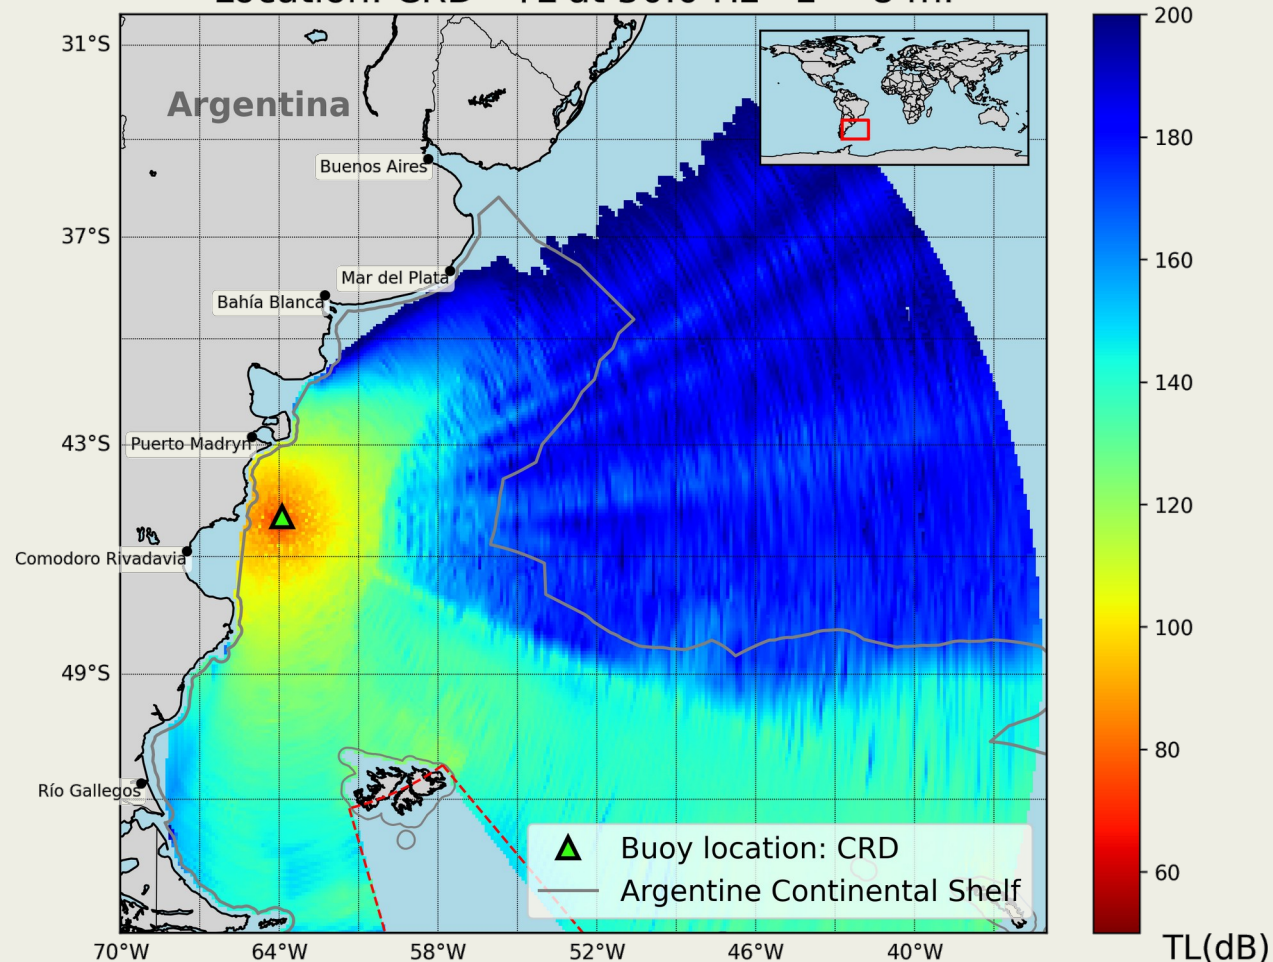 Argentina
Buenos Aires
Mar del Plata
Bahía Blanca
Puerto Madryn
Comodoro Rivadavia
Río Gallegos
31°S
37°S
43°S
49°S
70°W
64°W
58°W
52°W
46°W
40°W
Buoy location: CRD
Argentine Continental Shelf
200
180
160
140
120
100
80
60
TL(dB)